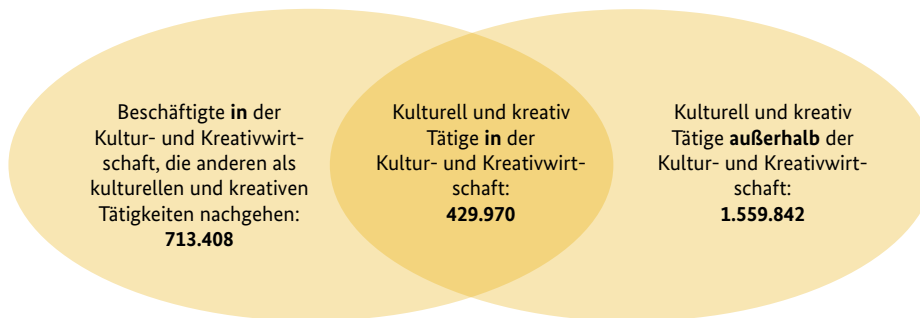 Beschäftigte in der
Kultur- und Kreativwirt-
schaft, die anderen als
kulturellen und kreativen
Tätigkeiten nachgehen:
713.408
Kulturell und kreativ
Tätige in der
Kultur- und Kreativwirt-
schaft:
429.970
Kulturell und kreativ
Tätige außerhalb der
Kultur- und Kreativwirt-
schaft:
1.559.842